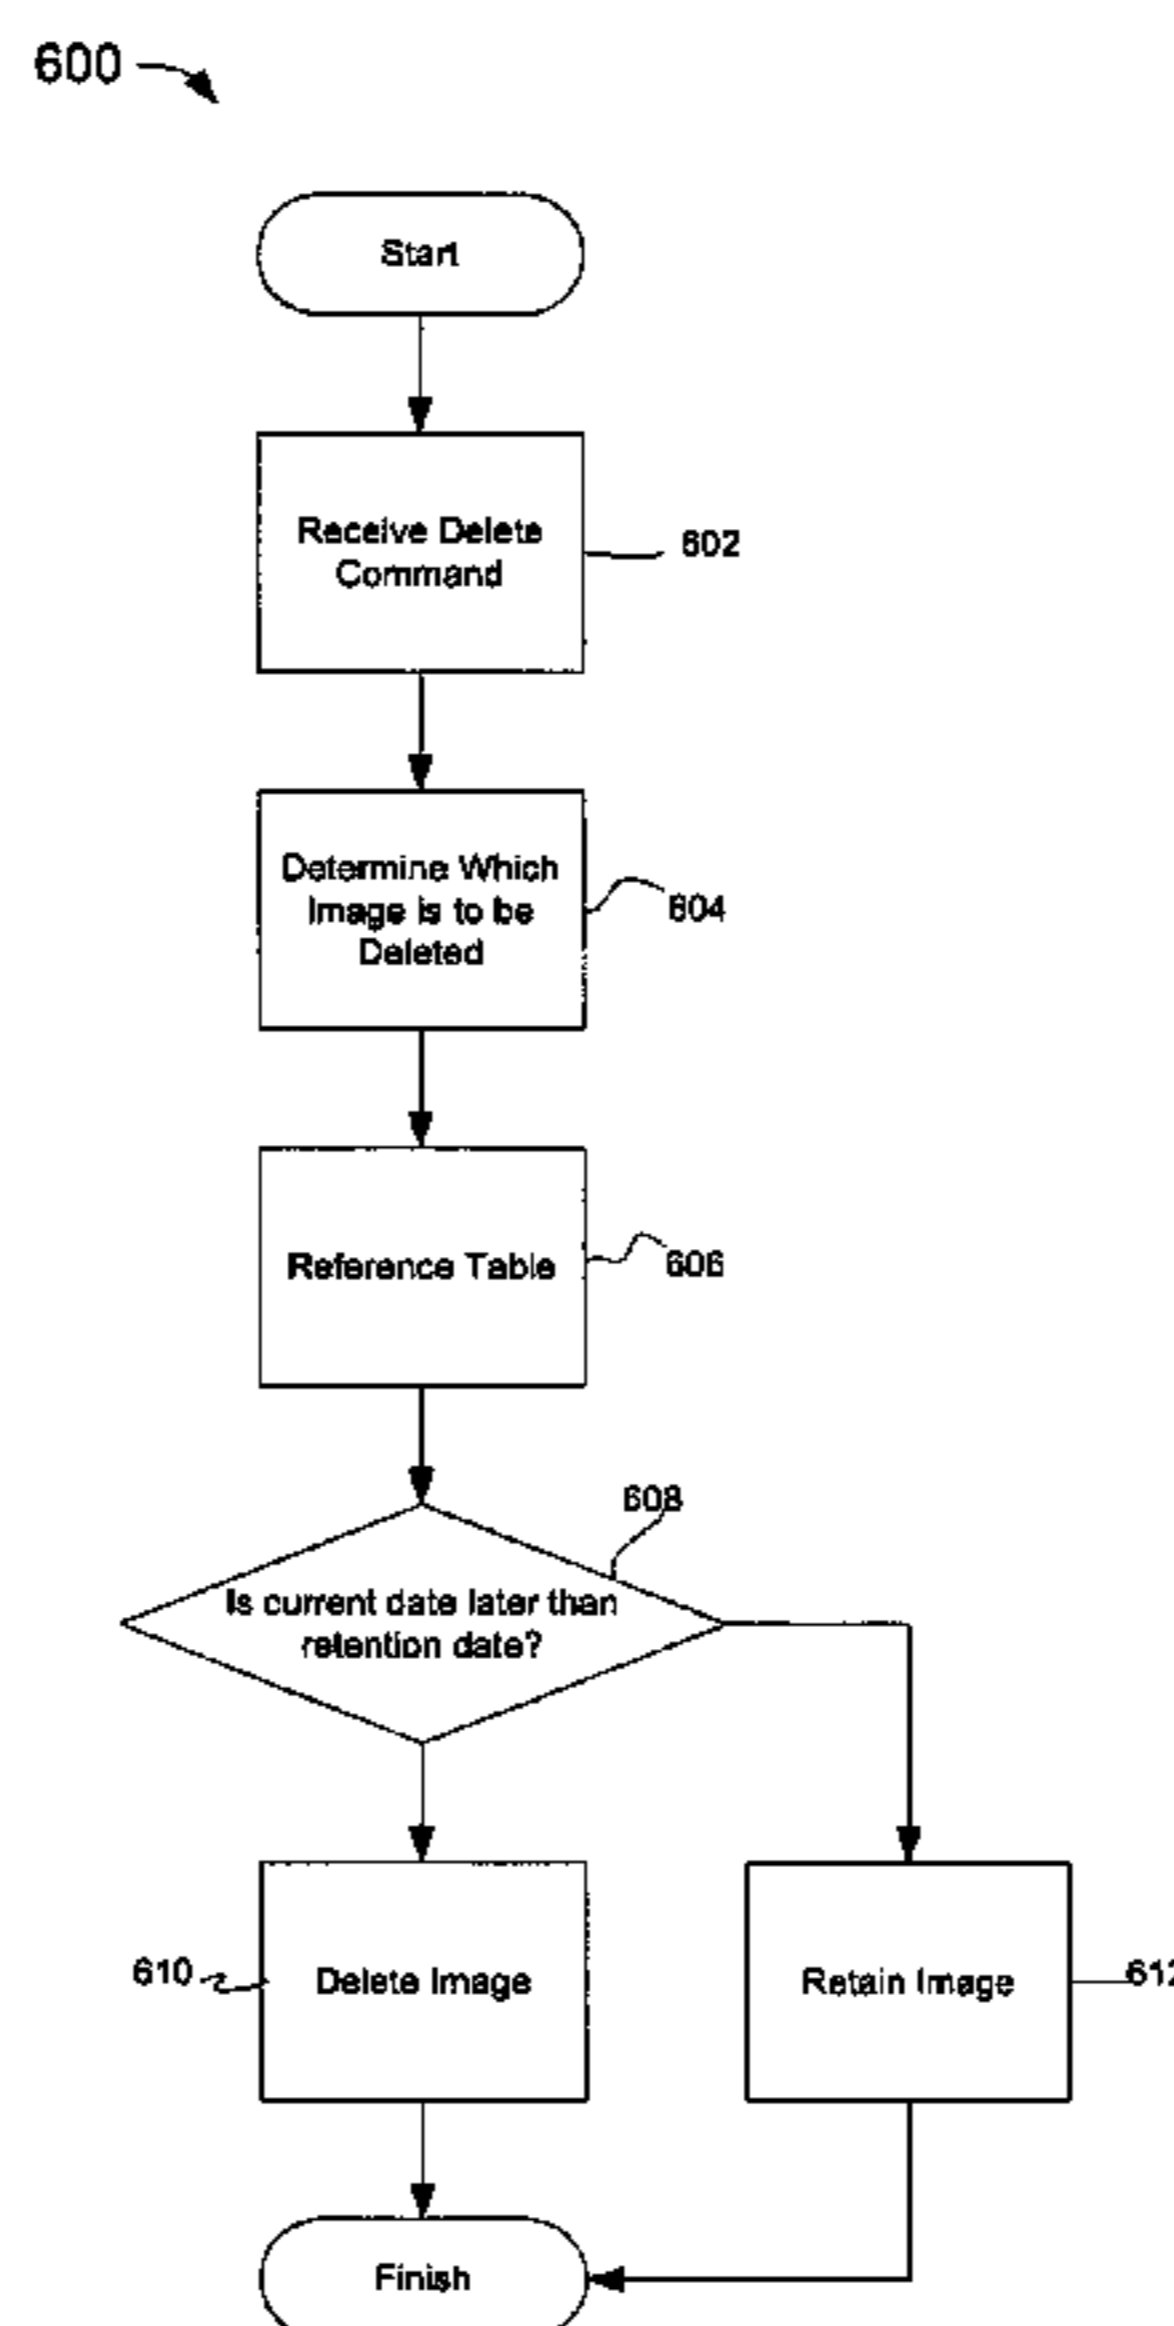 600
Start
Receive Delete
Command
602
Determine Which
Image is to be
Deleted
604
Reference Table
606
608
Is current date later than
retention date?
610
Delete Image
Retain Image
Finish